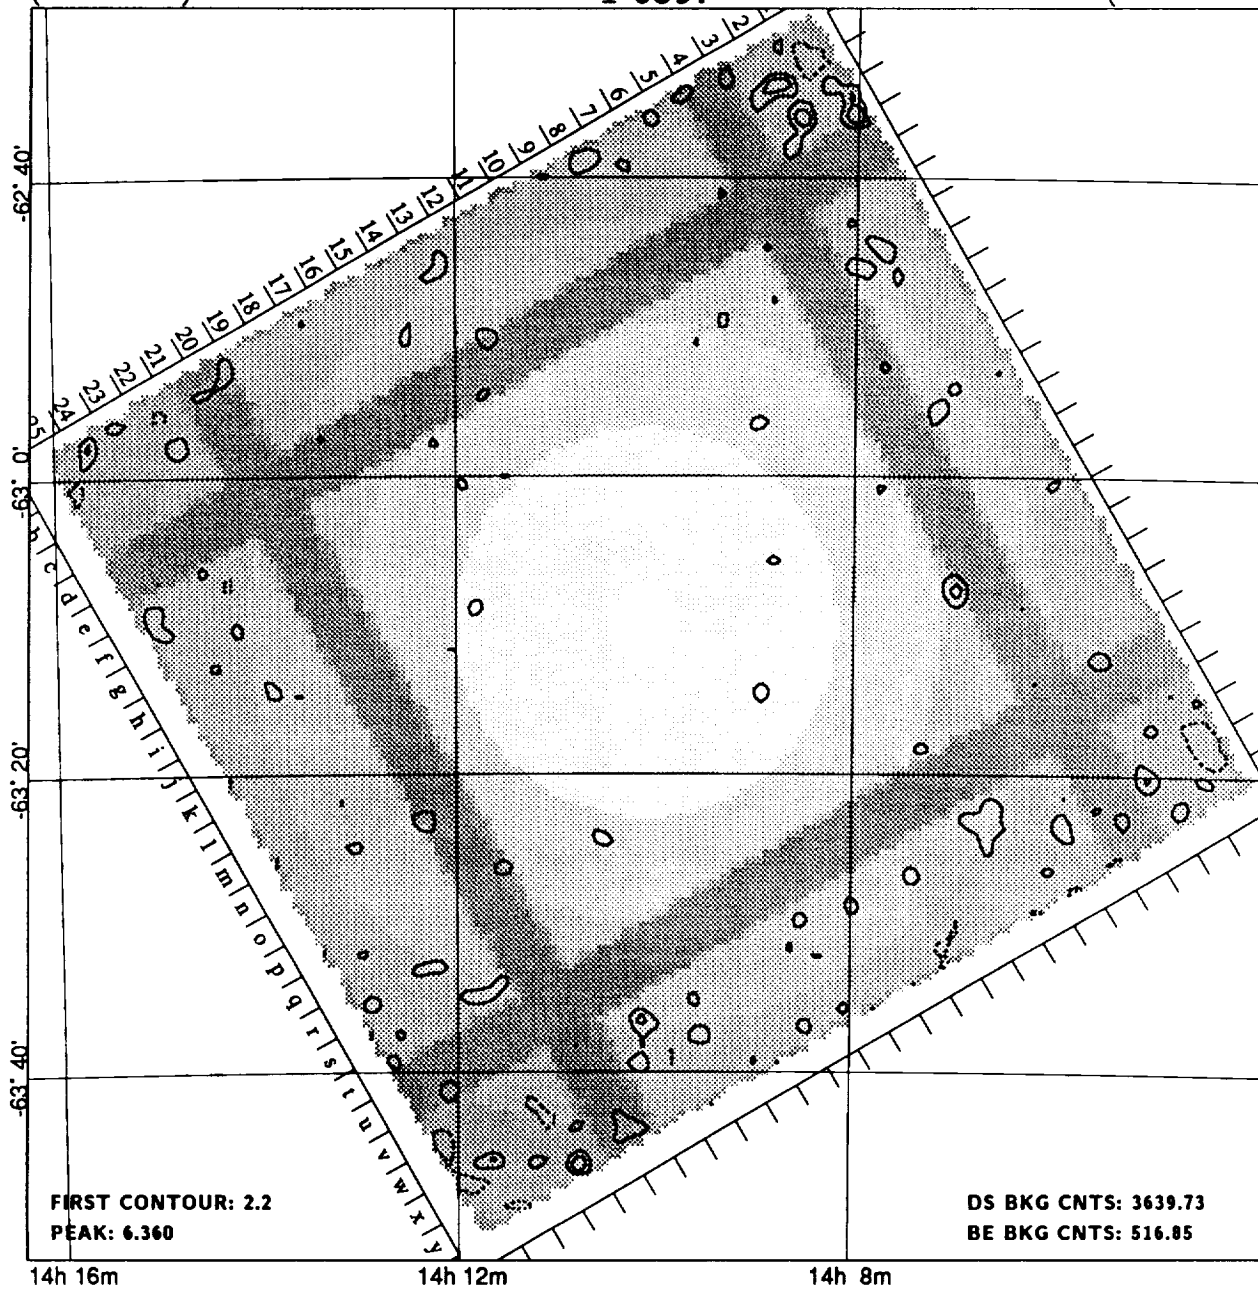 2
3
4
5
6
7
8
9
10
11
12
13
14
15
16
17
18
19
20
21
22
23
24
25
-62° 40'
-63° 0'
-63° 20'
-63° 40'
b
c
d
e
f
g
h
i
j
k
l
m
n
o
p
q
r
s
t
u
v
w
x
y
FIRST CONTOUR: 2.2
PEAK: 6.360
DS BKG CNTS: 3639.73
BE BKG CNTS: 516.85
14h 16m
14h 12m
14h 8m